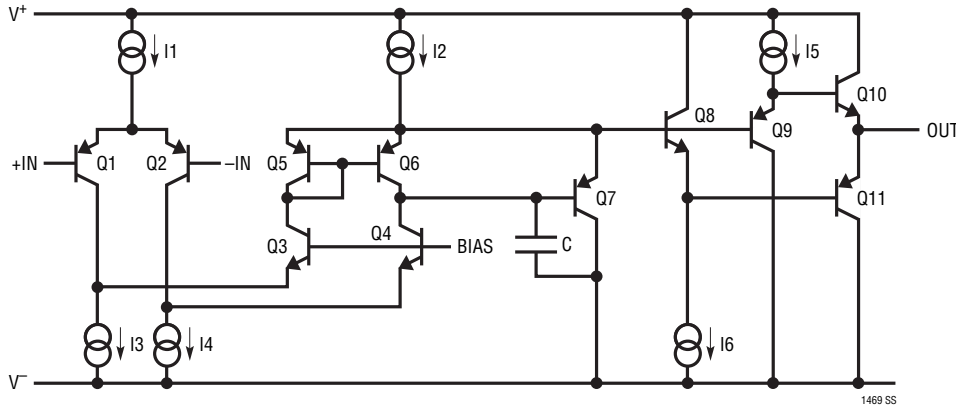 V+
I1
I2
I5
Q10
Q8
Q9
OUT
+IN
Q1
Q2
–IN
Q5
Q6
Q7
Q11
Q3
Q4
BIAS
C
I3
I4
I6
V–
1469 SS